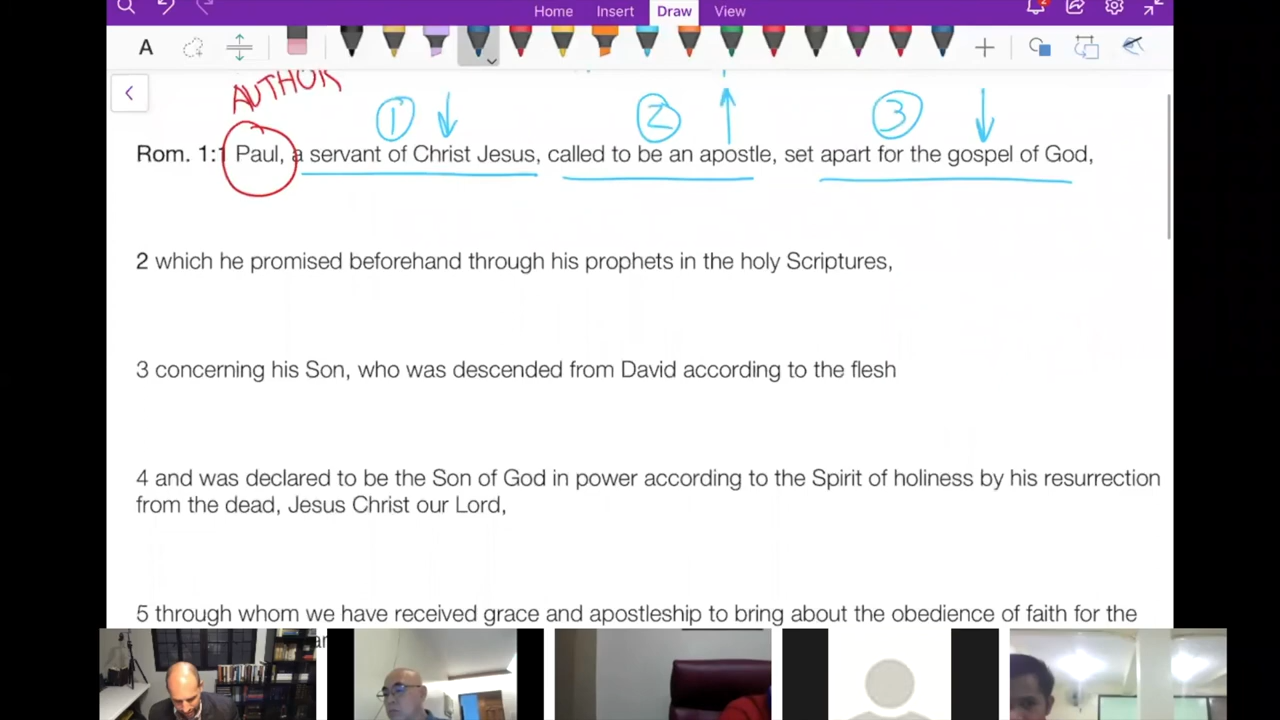 Home Insert Draw View
2
A
AUTHOR
1 2 3
Rom. 1:1 Paul, a servant of Christ Jesus, called to be an apostle, set apart for the gospel of God,
2 which he promised beforehand through his prophets in the holy Scriptures,
3 concerning his Son, who was descended from David according to the flesh
4 and was declared to be the Son of God in power according to the Spirit of holiness by his resurrection
from the dead, Jesus Christ our Lord,
5 through whom we have received grace and apostleship to bring about the obedience of faith for the